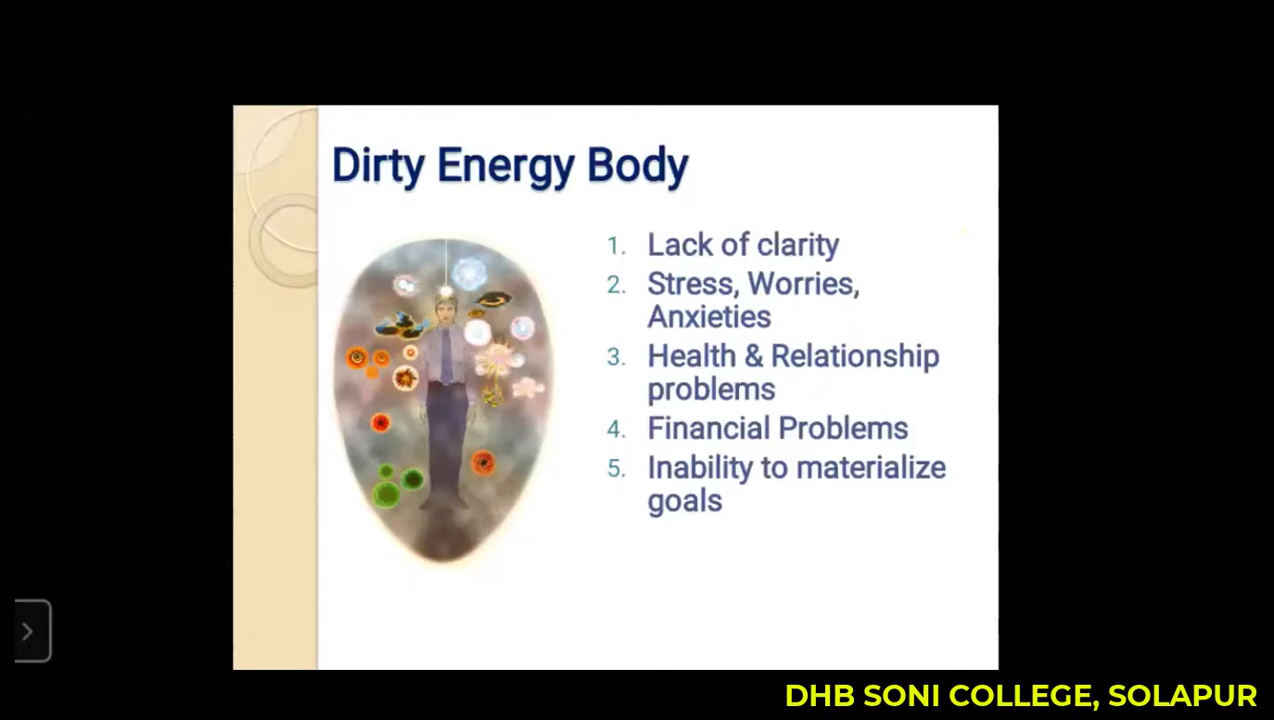 Dirty Energy Body
1. Lack of clarity
2. Stress, Worries,
Anxieties
3. Health & Relationship
problems
4. Financial Problems
5. Inability to materialize
goals
DHB SONI COLLEGE, SOLAPUR